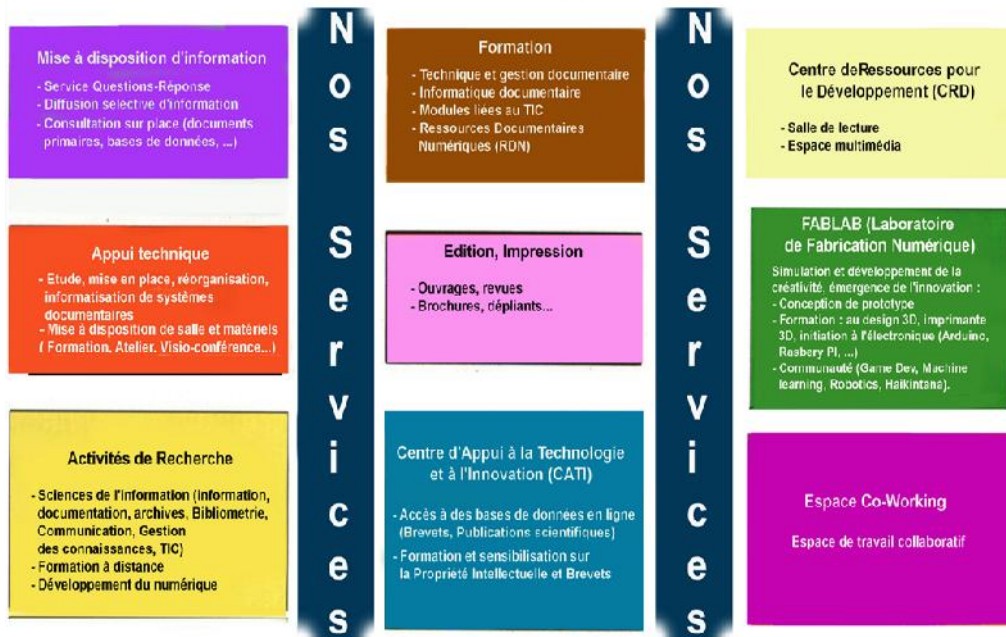 Mise à disposition d'information
- Service Questions-Réponse
- Diffusion sélective d'information
- Consultation sur place (documents
primaires, bases de données, ...)
Appui technique
- Etude, mise en place, réorganisation,
informatisation de systèmes
documentaires
- Mise à disposition de salle et matériels
( Formation, Atelier, Visio-conférence...)
Activités de Recherche
- Sciences de l'information (Information,
documentation, archives, Bibliometrie,
Communication, Gestion
des connaissances, TIC)
- Formation à distance
- Développement du numérique
Nos Services
Formation
- Technique et gestion documentaire
- Informatique documentaire
- Modules liées au TIC
- Ressources Documentaires
Numériques (RDN)
Edition, Impression
- Ouvrages, revues
- Brochures, dépliants...
Centre d'Appui à la Technologie
et à l'Innovation (CATI)
- Accès à des bases de données en ligne
(Brevets, Publications scientifiques)
- Formation et sensibilisation sur
la Propriété Intellectuelle et Brevets
Nos Services
Centre deRessources pour
le Développement (CRD)
- Salle de lecture
- Espace multimédia
FABLAB (Laboratoire
de Fabrication Numérique)
Simulation et développement de la
créativité, émergence de l'innovation :
- Conception de prototype
- Formation : au design 3D, imprimante
3D, initiation à l'électronique (Arduino,
Rasbery PI, ...)
- Communauté (Game Dev, Machine
learning, Robotics, Haikintana).
Espace Co-Working
Espace de travail collaboratif